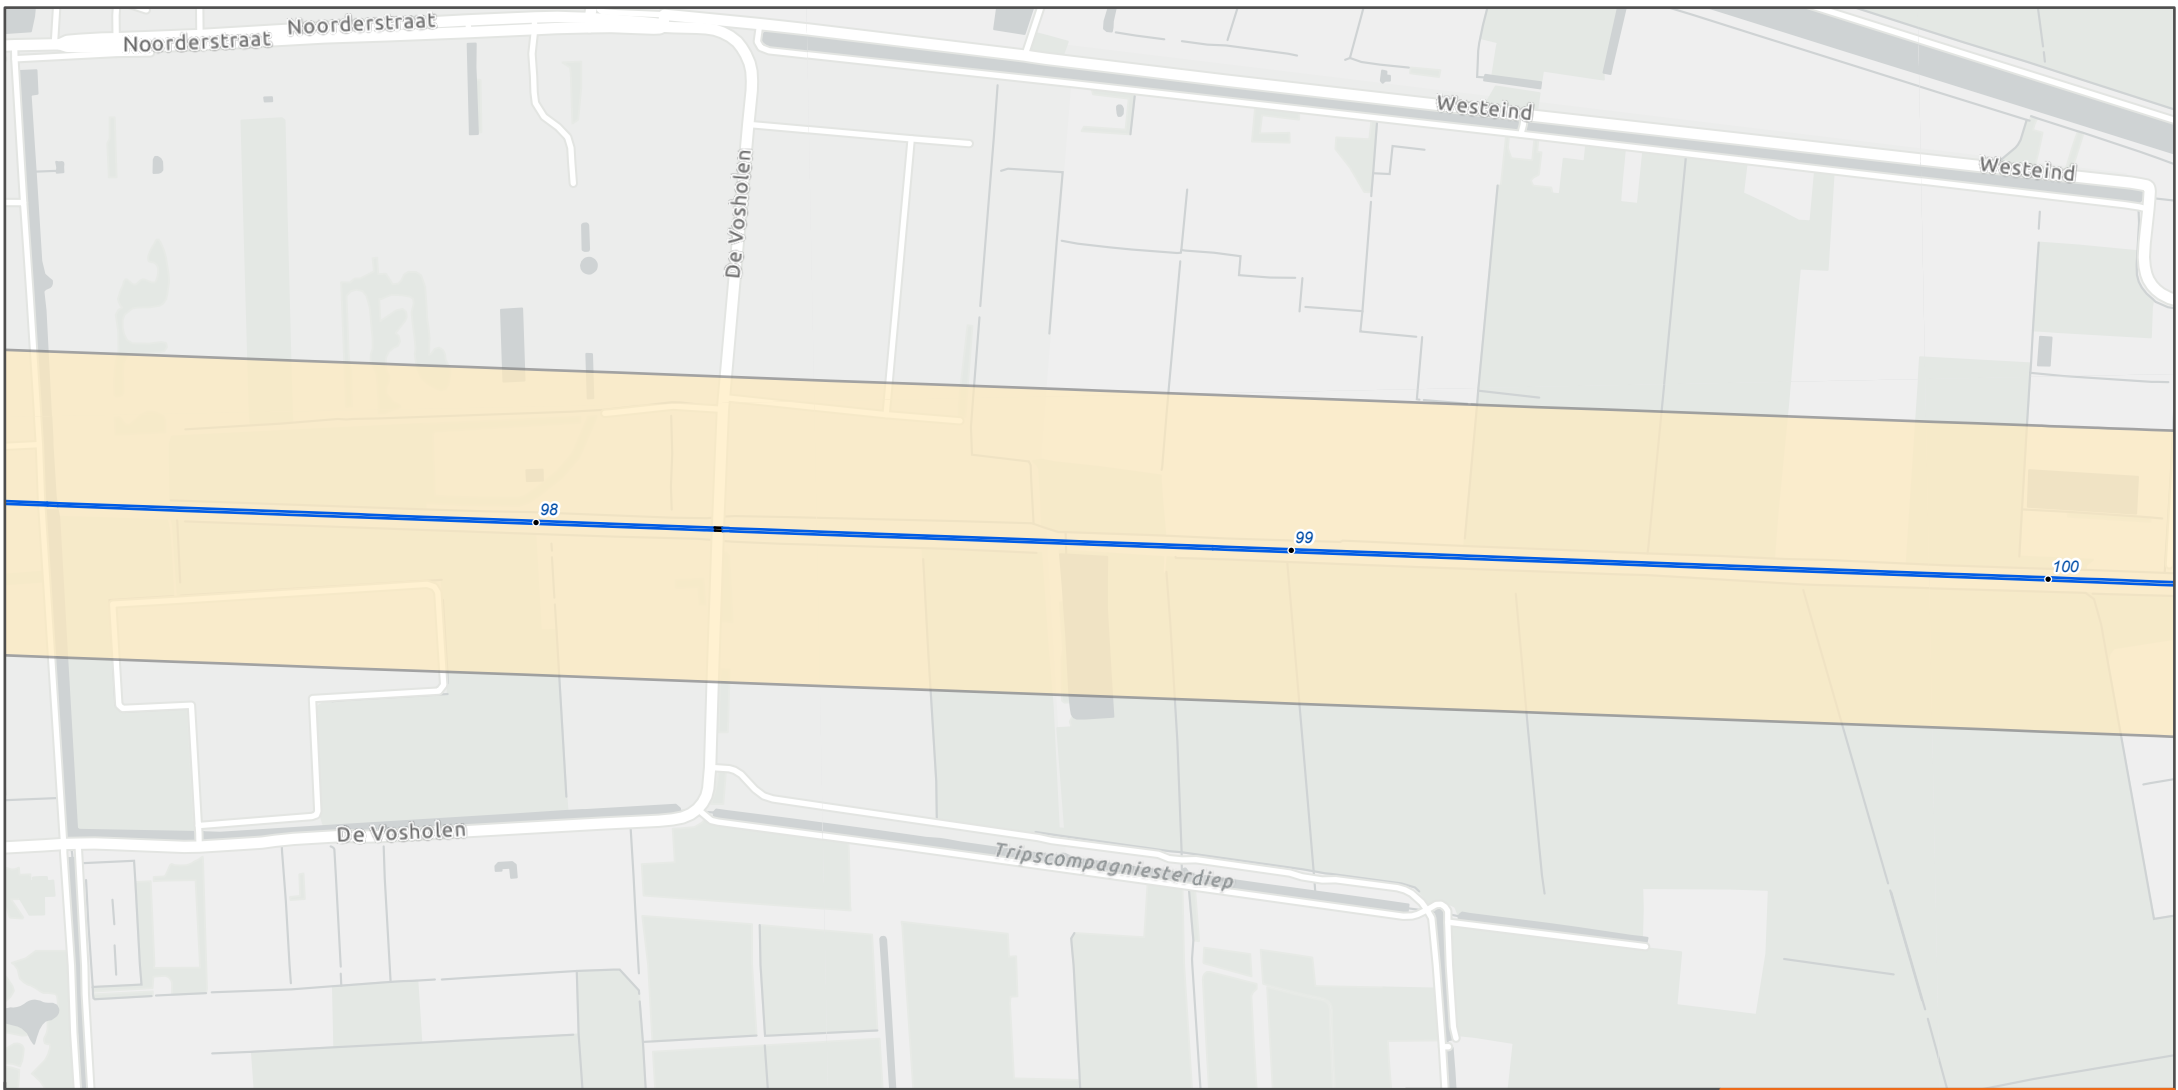 Noorderstraat
Noorderstraat
Westeind
Westeind
De Vosholen
98
99
100
De Vosholen
Tripscompagniesterdiep